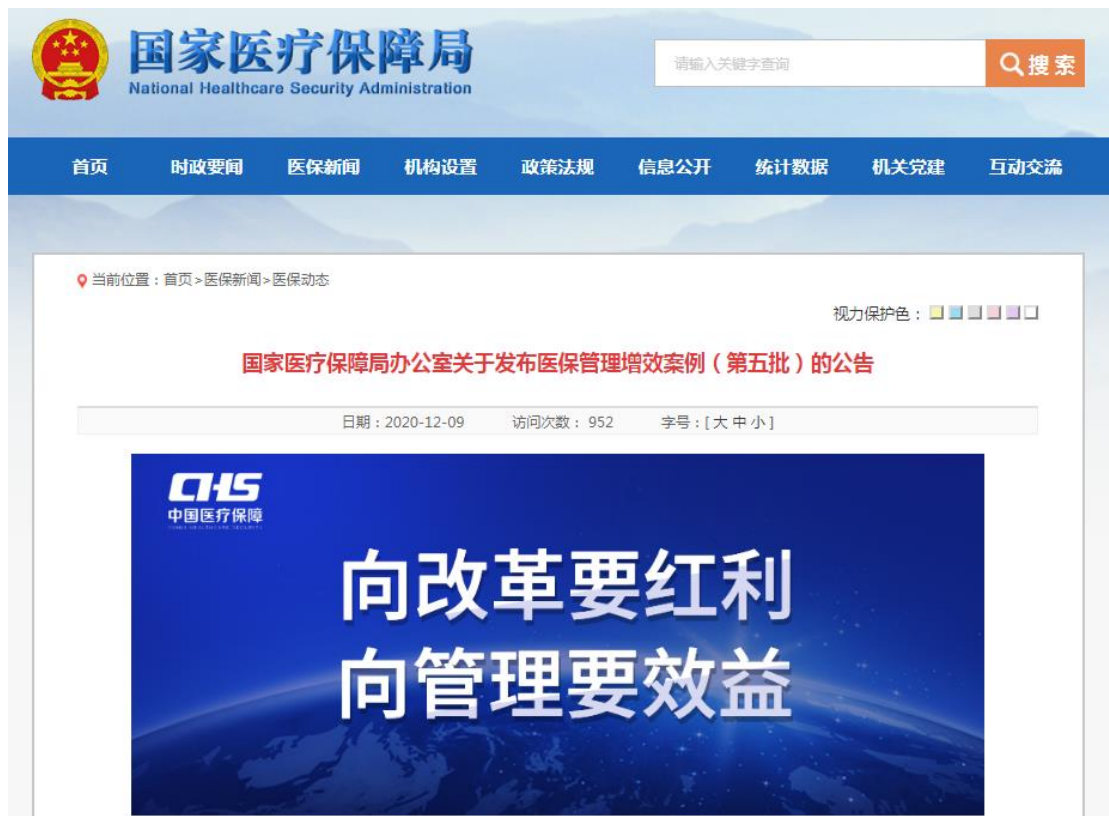 国家医疗保障局
National Healthcare Security Administration
请输入关键字查询
搜索
首页 时政要闻 医保新闻 机构设置 政策法规 信息公开 统计数据 机关党建 互动交流
当前位置：首页>医保新闻>医保动态
视力保护色：
国家医疗保障局办公室关于发布医保管理增效案例（第五批）的公告
日期：2020-12-09 访问次数： 952 字号：[ 大 中 小 ]
CHS
中国医疗保障
CHINA HEALTHCARE SECURITY
向改革要红利
向管理要效益